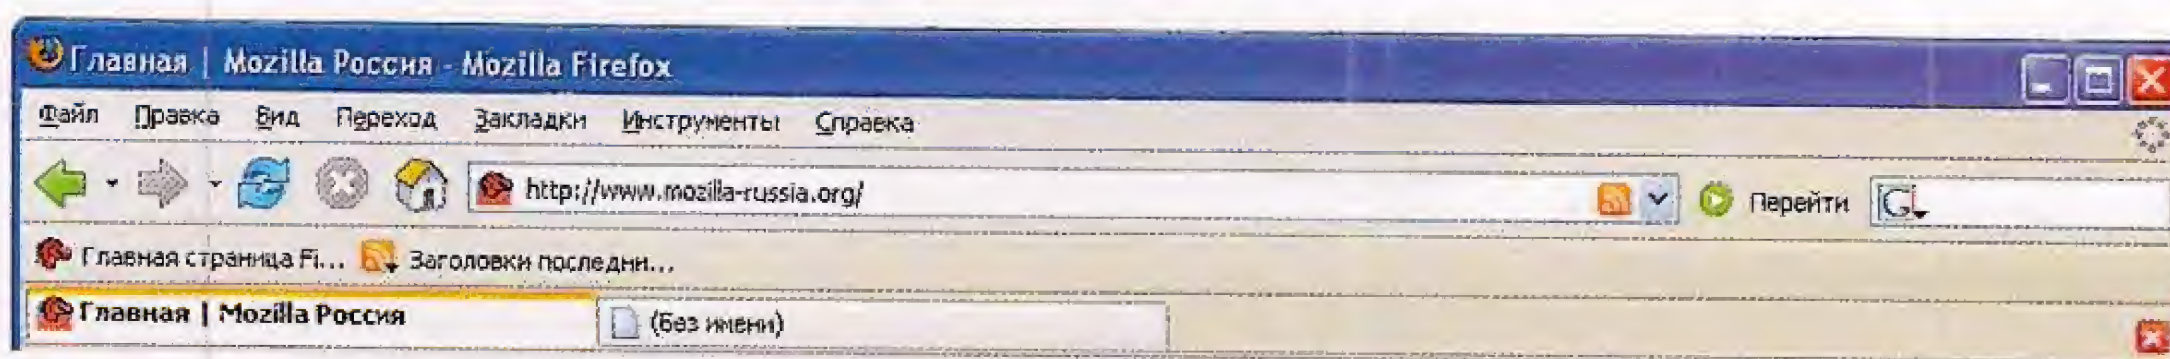 Главная | Mozilla Россия - Mozilla Firefox
Файл Правка Вид Переход Закладки Инструменты Справка
http://www.mozilla-russia.org/ Перейти G
Главная страница Fi... Заголовки последни...
Главная | Mozilla Россия (Без имени)